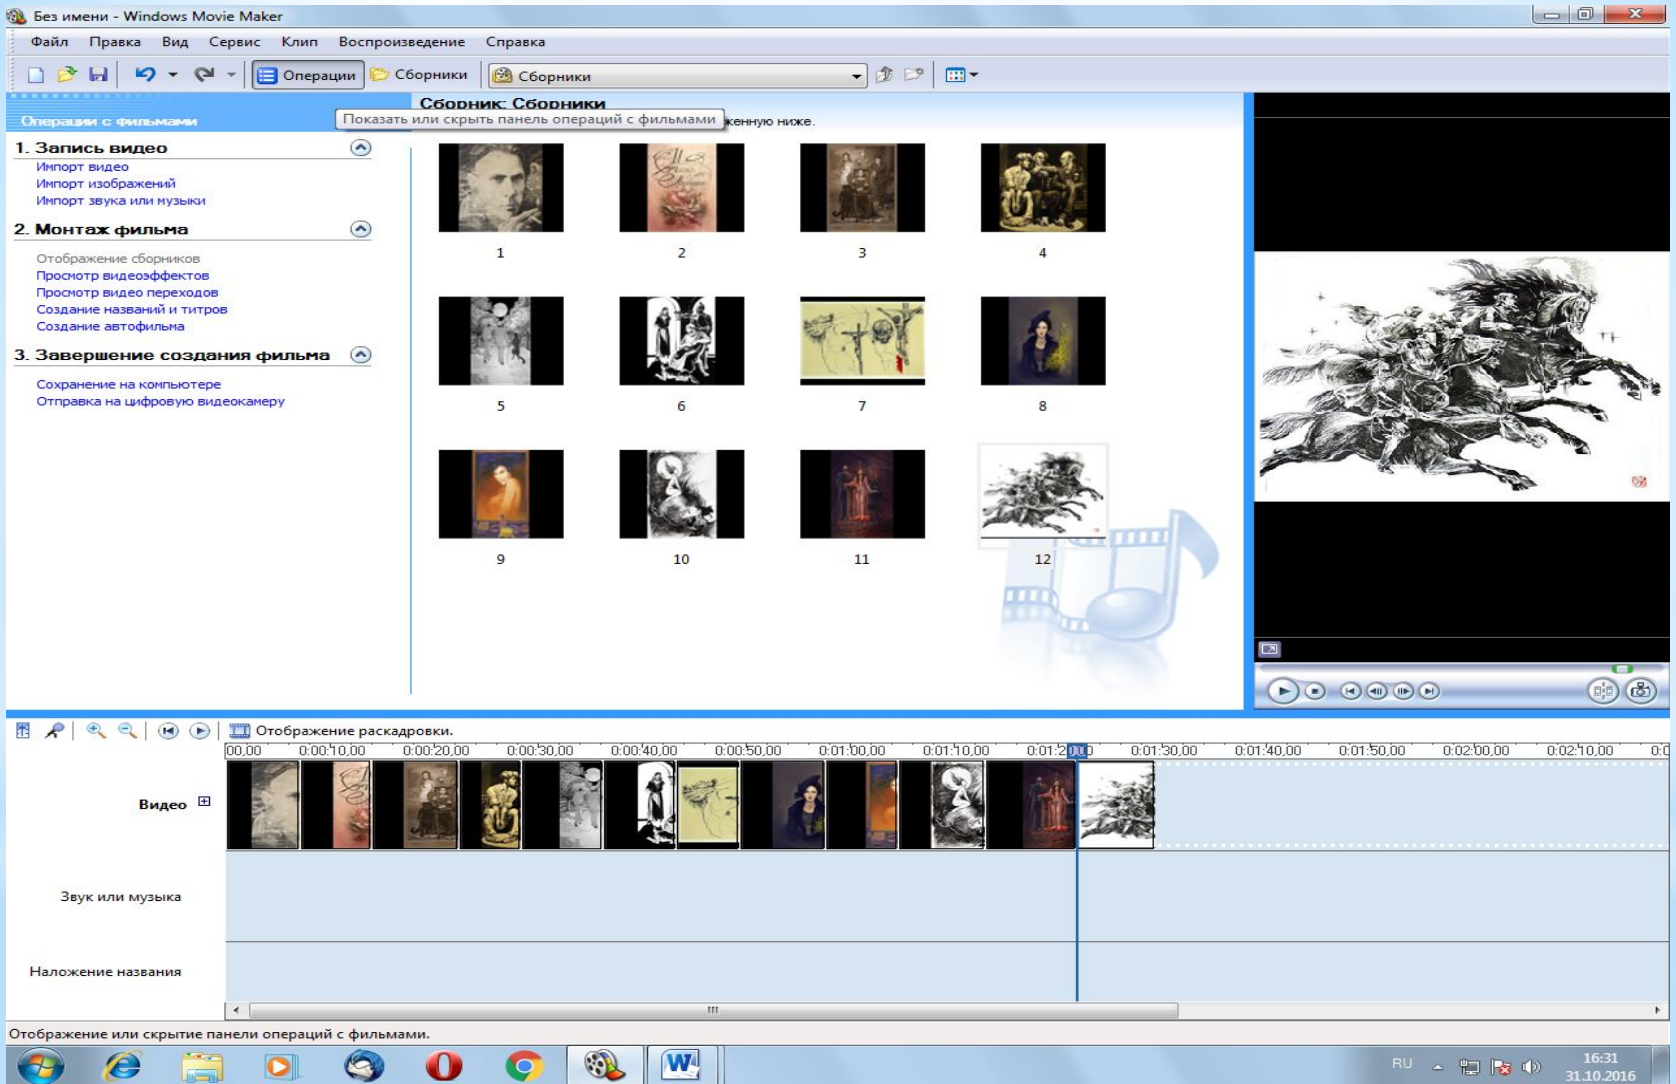 Без имени - Windows Movie Maker
Файл Правка Вид Сервис Клип Воспроизведение Справка
Операции Сборники Сборники
Операции с фильмами
Сборник: Сборники
Показать или скрыть панель операций с фильмами
женную ниже.
1. Запись видео
Импорт видео
Импорт изображений
Импорт звука или музыки
2. Монтаж фильма
Отображение сборников
Просмотр видеоэффектов
Просмотр видео переходов
Создание названий и титров
Создание автофильма
3. Завершение создания фильма
Сохранение на компьютере
Отправка на цифровую видеокамеру
1 2 3 4
5 6 7 8
9 10 11 12
Отображение раскадровки.
00,00 0:00:10,00 0:00:20,00 0:00:30,00 0:00:40,00 0:00:50,00 0:01:00,00 0:01:10,00 0:01:2 0:01:30,00 0:01:40,00 0:01:50,00 0:02:00,00 0:02:10,00
Видео
Звук или музыка
Наложение названия
Отображение или скрытие панели операций с фильмами.
RU 16:31
31.10.2016